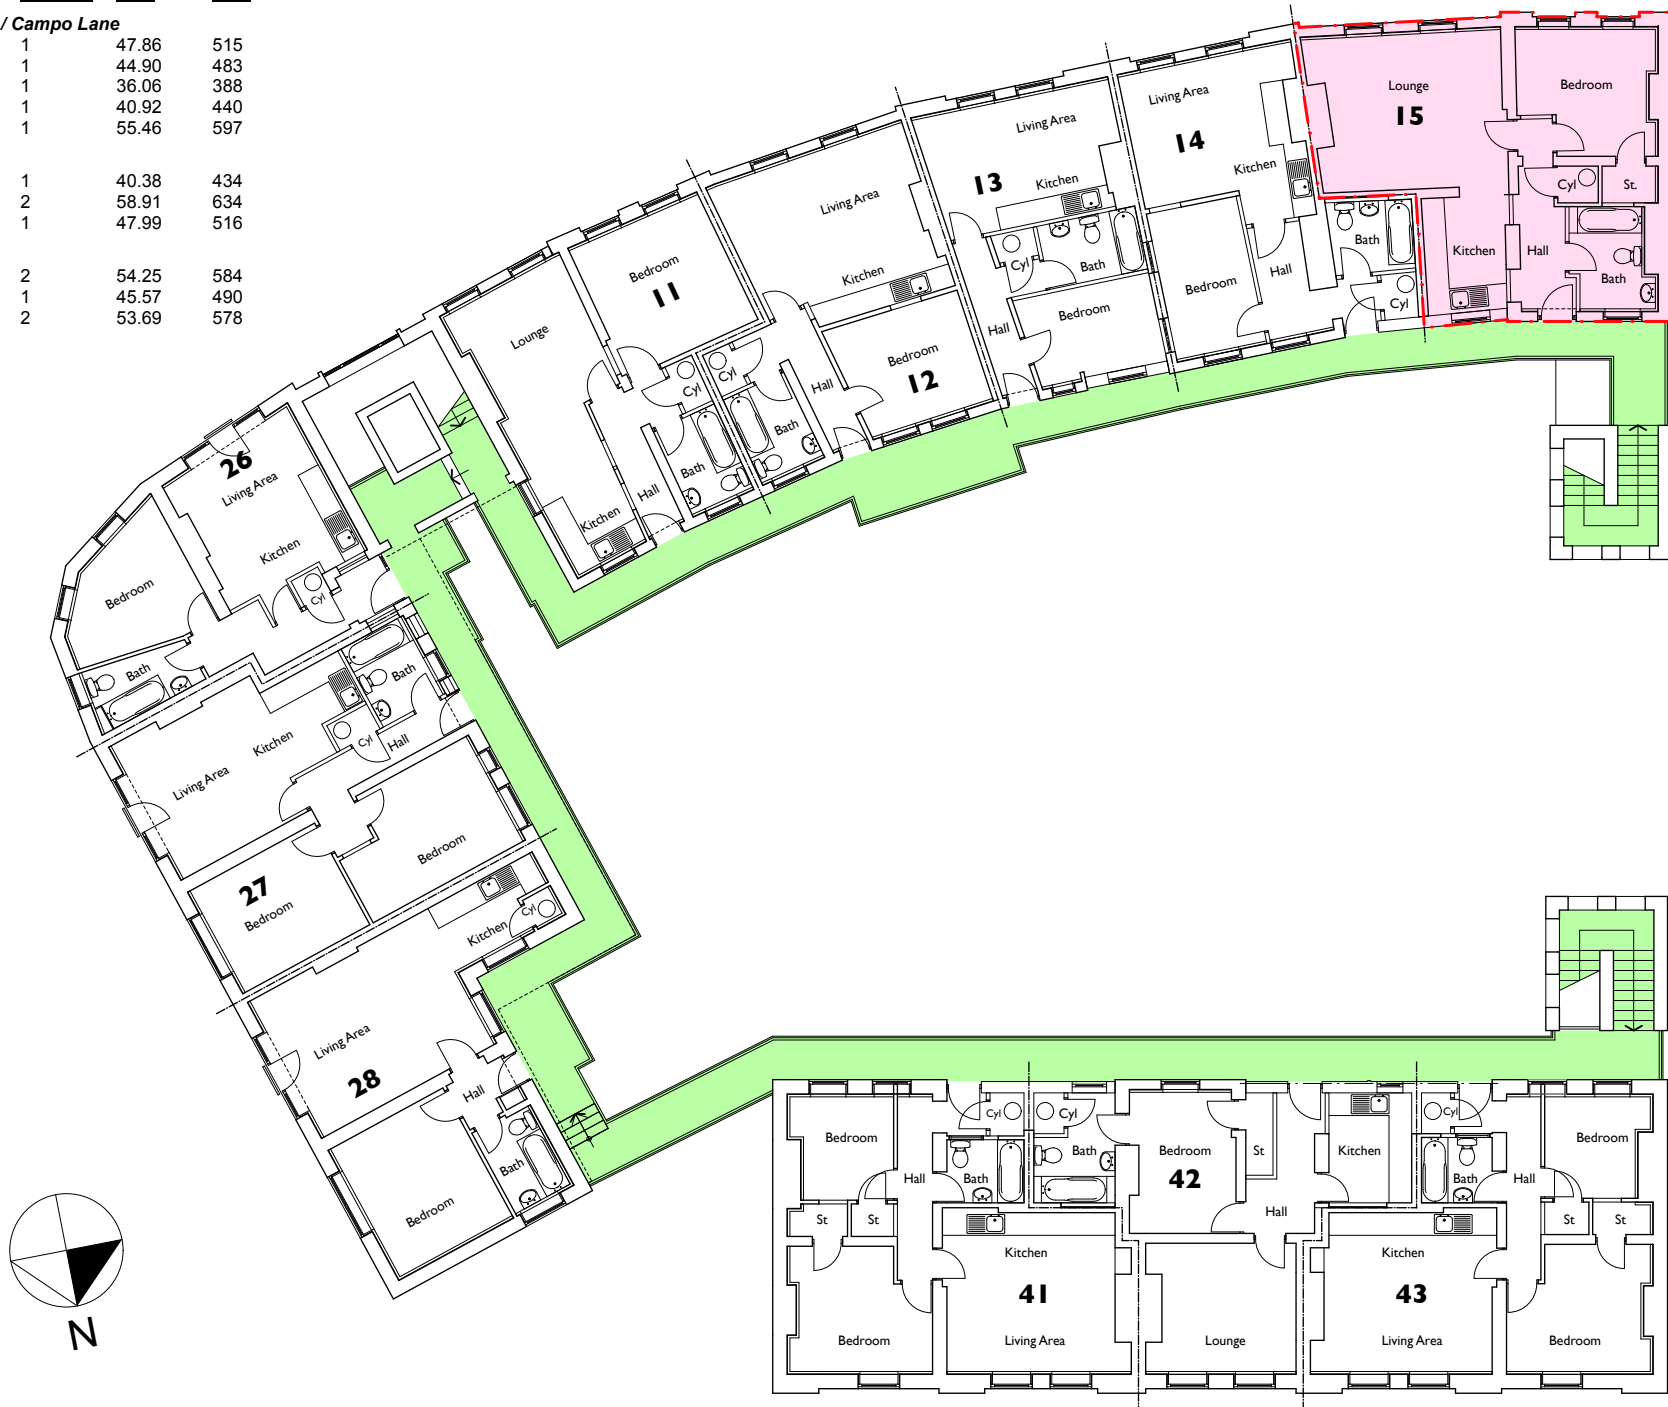 / Campo Lane
1 47.86 515
1 44.90 483
1 36.06 388
1 40.92 440
1 55.46 597
1 40.38 434
2 58.91 634
1 47.99 516
2 54.25 584
1 45.57 490
2 53.69 578
Lounge
15
Bedroom
Cyl
St.
Kitchen
Hall
Bath
Living Area
14
Kitchen
Bath
Bedroom
Hall
Cyl
Living Area
13
Kitchen
Cyl
Bath
Hall
Bedroom
Living Area
Kitchen
Bedroom
12
Cyl
Hall
Bath
Bedroom
11
Lounge
Cyl
Bath
Hall
Kitchen
26
Living Area
Kitchen
Bedroom
Cyl
Bath
Bath
Kitchen
Cyl
Hall
Living Area
Bedroom
27
Bedroom
Cyl
Kitchen
Living Area
28
Hall
Bath
Bedroom
N
Cyl
Bedroom
Hall
Bath
St
St
Kitchen
41
Bedroom
Living Area
Cyl
Bath
Bedroom
42
St
Kitchen
Hall
Lounge
Cyl
Bath
Hall
Bedroom
St
St
Kitchen
43
Living Area
Bedroom